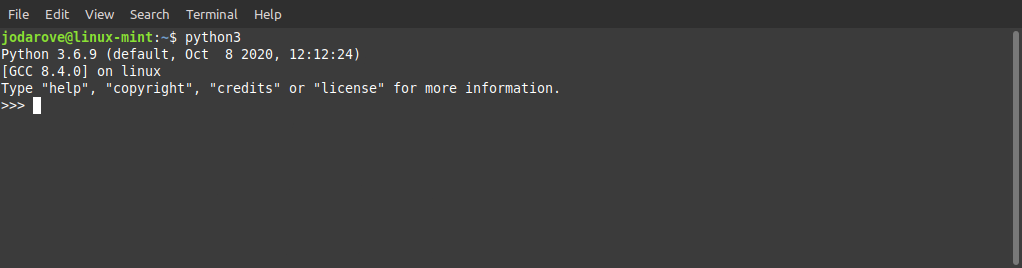 File Edit View Search Terminal Help
jodarove@linux-mint:~$ python3
Python 3.6.9 (default, Oct  8 2020, 12:12:24)
[GCC 8.4.0] on linux
Type "help", "copyright", "credits" or "license" for more information.
>>>